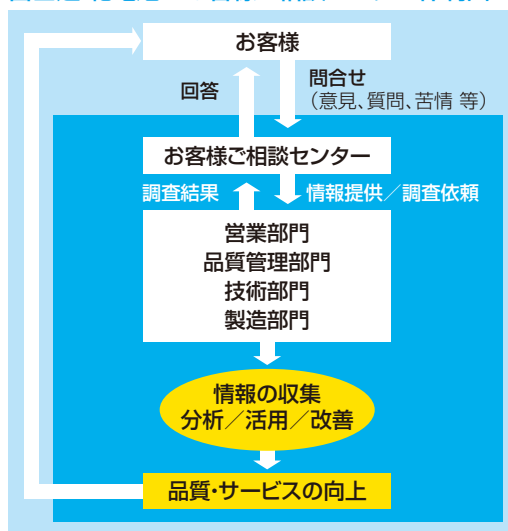 お客様
回答
問合せ
（意見、質問、苦情 等）
お客様ご相談センター
調査結果
情報提供／調査依頼
営業部門
品質管理部門
技術部門
製造部門
情報の収集
分析／活用／改善
品質・サービスの向上